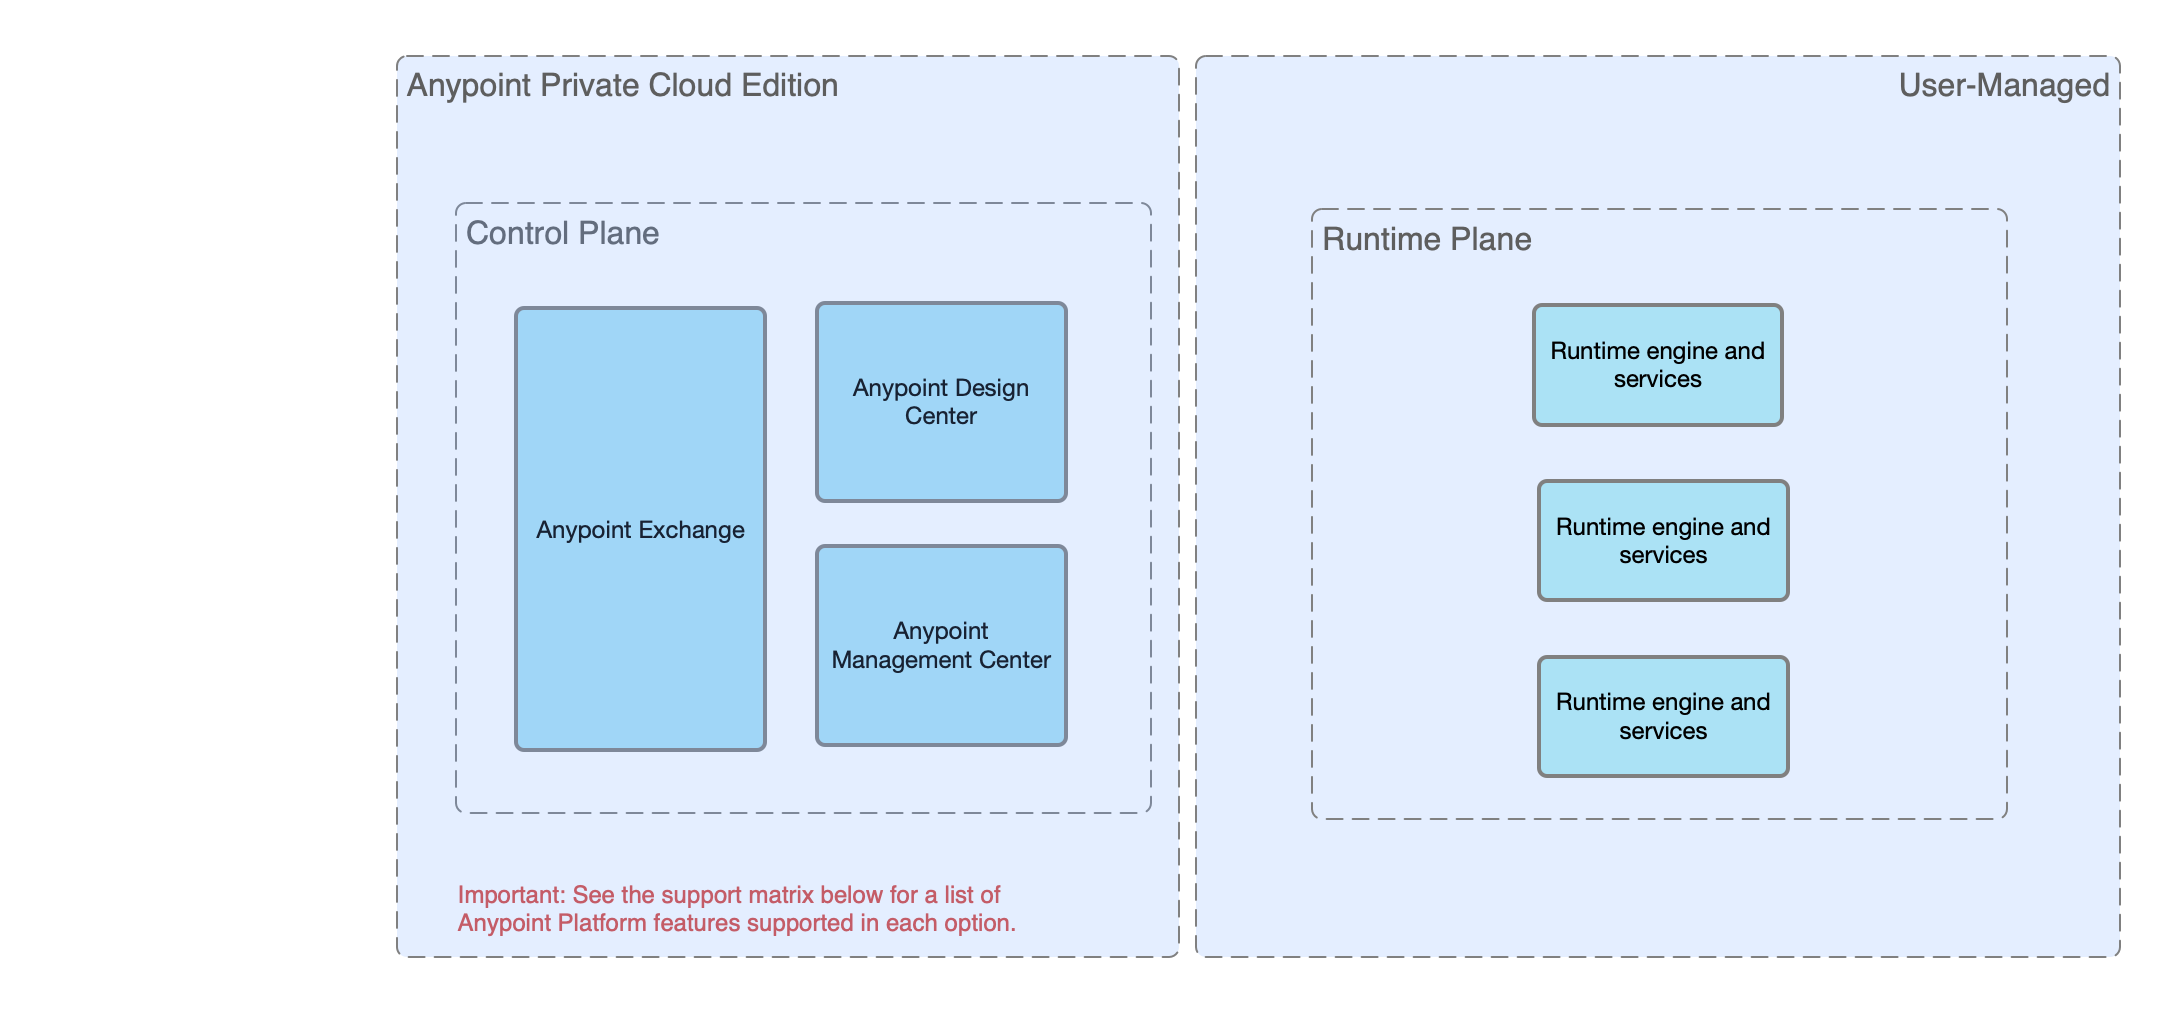 Anypoint Private Cloud Edition
Control Plane
Anypoint Exchange
Anypoint Design
Center
Anypoint
Management Center
Important: See the support matrix below for a list of
Anypoint Platform features supported in each option.
User-Managed
Runtime Plane
Runtime engine and
services
Runtime engine and
services
Runtime engine and
services